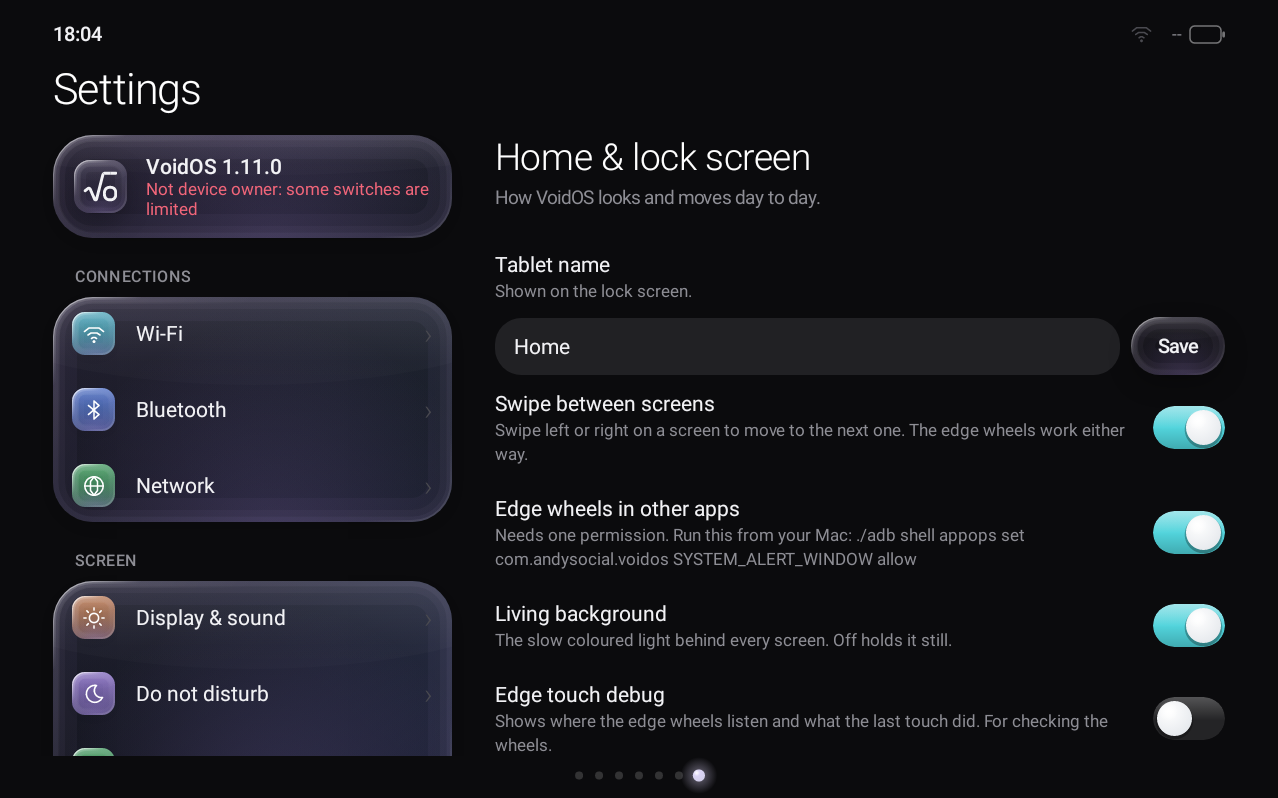 18:04
--
Settings
VoidOS 1.11.0
Not device owner: some switches are
limited
CONNECTIONS
Wi-Fi
Bluetooth
Network
SCREEN
Display & sound
Do not disturb
Home & lock screen
How VoidOS looks and moves day to day.
Tablet name
Shown on the lock screen.
Home
Save
Swipe between screens
Swipe left or right on a screen to move to the next one. The edge wheels work either
way.
Edge wheels in other apps
Needs one permission. Run this from your Mac: ./adb shell appops set
com.andysocial.voidos SYSTEM_ALERT_WINDOW allow
Living background
The slow coloured light behind every screen. Off holds it still.
Edge touch debug
Shows where the edge wheels listen and what the last touch did. For checking the
wheels.